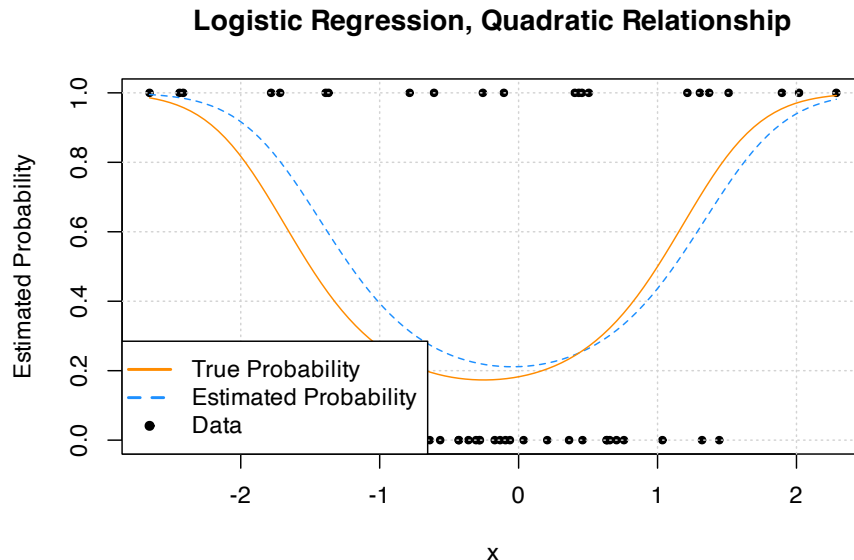 Logistic Regression, Quadratic Relationship
Estimated Probability
1.0
0.8
0.6
0.4
0.2
0.0
True Probability
Estimated Probability
Data
-2
-1
0
1
2
x